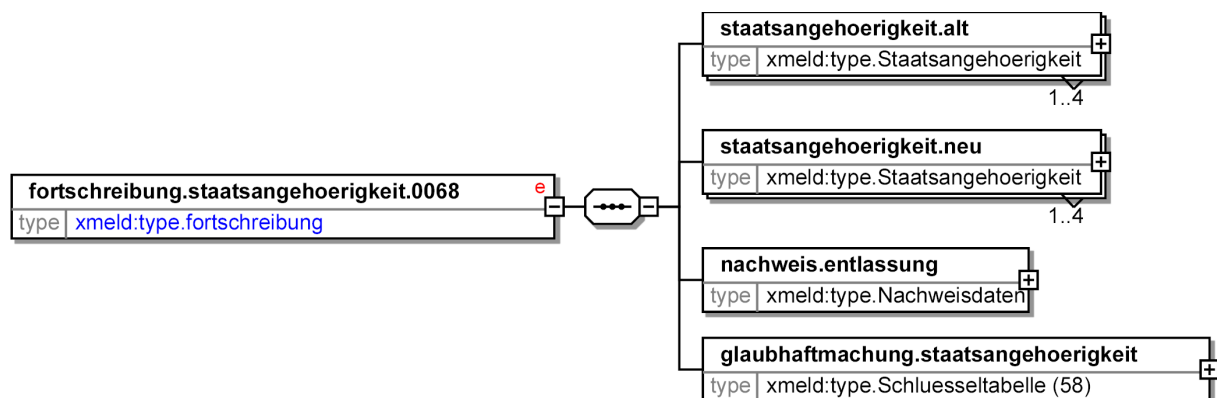 staatsangehoerigkeit.alt
type xmeld:type.Staatsangehoerigkeit
1..4
staatsangehoerigkeit.neu
type xmeld:type.Staatsangehoerigkeit
1..4
fortschreibung.staatsangehoerigkeit.0068 e
type xmeld:type.fortschreibung
nachweis.entlassung
type xmeld:type.Nachweisdaten
glaubhaftmachung.staatsangehoerigkeit
type xmeld:type.Schluesseltabelle (58)